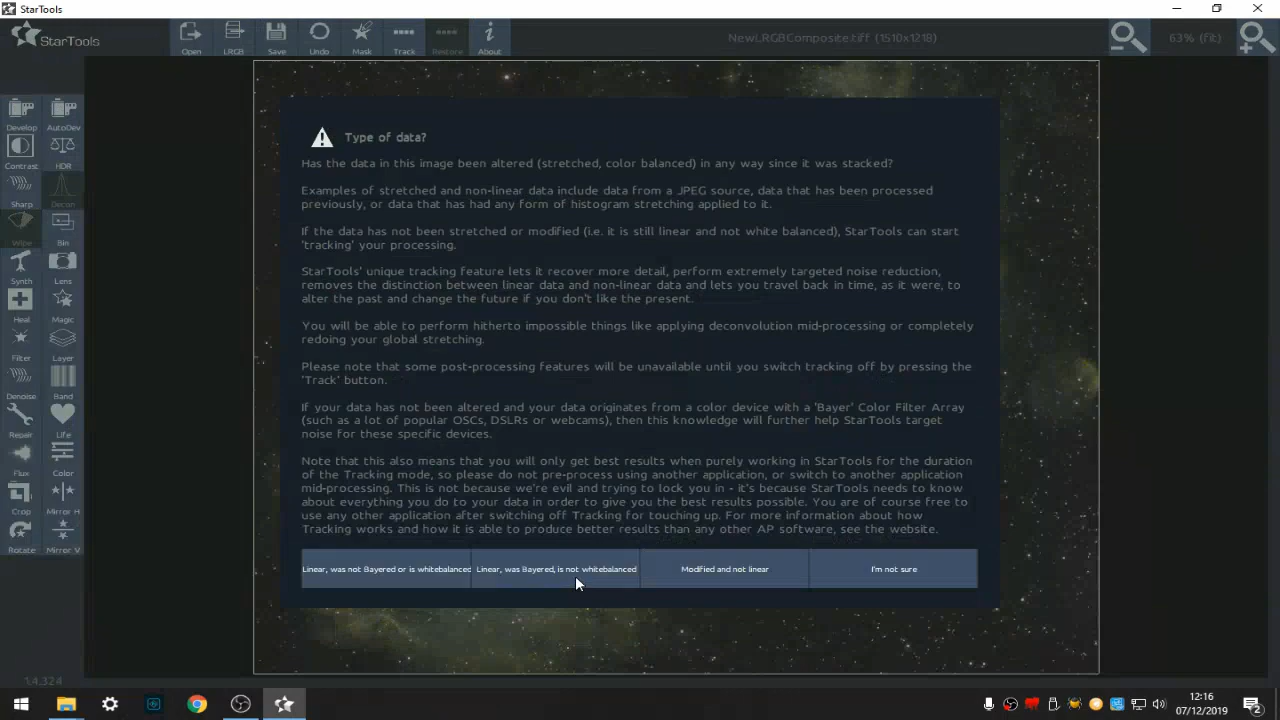 StarTools
StarTools
Open
LRGB
Save
Undo
Mask
Track
Restore
About
NewLRGBComposite.tiff (1510x1218)
63% (fit)
Develop
AutoDev
Contrast
HDR
Sharp
Decon
Wipe
Bin
Synth
Lens
Heal
Magic
Filter
Layer
Denoise
Band
Repair
Life
Flux
Color
Crop
Mirror H
Rotate
Mirror V
Type of data?
Has the data in this image been altered (stretched, color balanced) in any way since it was stacked?
Examples of stretched and non-linear data include data from a JPEG source, data that has been processed
previously, or data that has had any form of histogram stretching applied to it.
If the data has not been stretched or modified (i.e. it is still linear and not white balanced), StarTools can start
'tracking' your processing.
StarTools' unique tracking feature lets it recover more detail, perform extremely targeted noise reduction,
removes the distinction between linear data and non-linear data and lets you travel back in time, as it were, to
alter the past and change the future if you don't like the present.
You will be able to perform hitherto impossible things like applying deconvolution mid-processing or completely
redoing your global stretching.
Please note that some post-processing features will be unavailable until you switch tracking off by pressing the
'Track' button.
If your data has not been altered and your data originates from a color device with a 'Bayer' Color Filter Array
(such as a lot of popular OSCs, DSLRs or webcams), then this knowledge will further help StarTools target
noise for these specific devices.
Note that this also means that you will only get best results when purely working in StarTools for the duration
of the Tracking mode, so please do not pre-process using another application, or switch to another application
mid-processing. This is not because we're evil and trying to lock you in - it's because StarTools needs to know
about everything you do to your data in order to give you the best results possible. You are of course free to
use any other application after switching off Tracking for touching up. For more information about how
Tracking works and how it is able to produce better results than any other AP software, see the website.
Linear, was not Bayered or is whitebalanced
Linear, was Bayered, is not whitebalanced
Modified and not linear
I'm not sure
1.4.324
12:16
07/12/2019
2